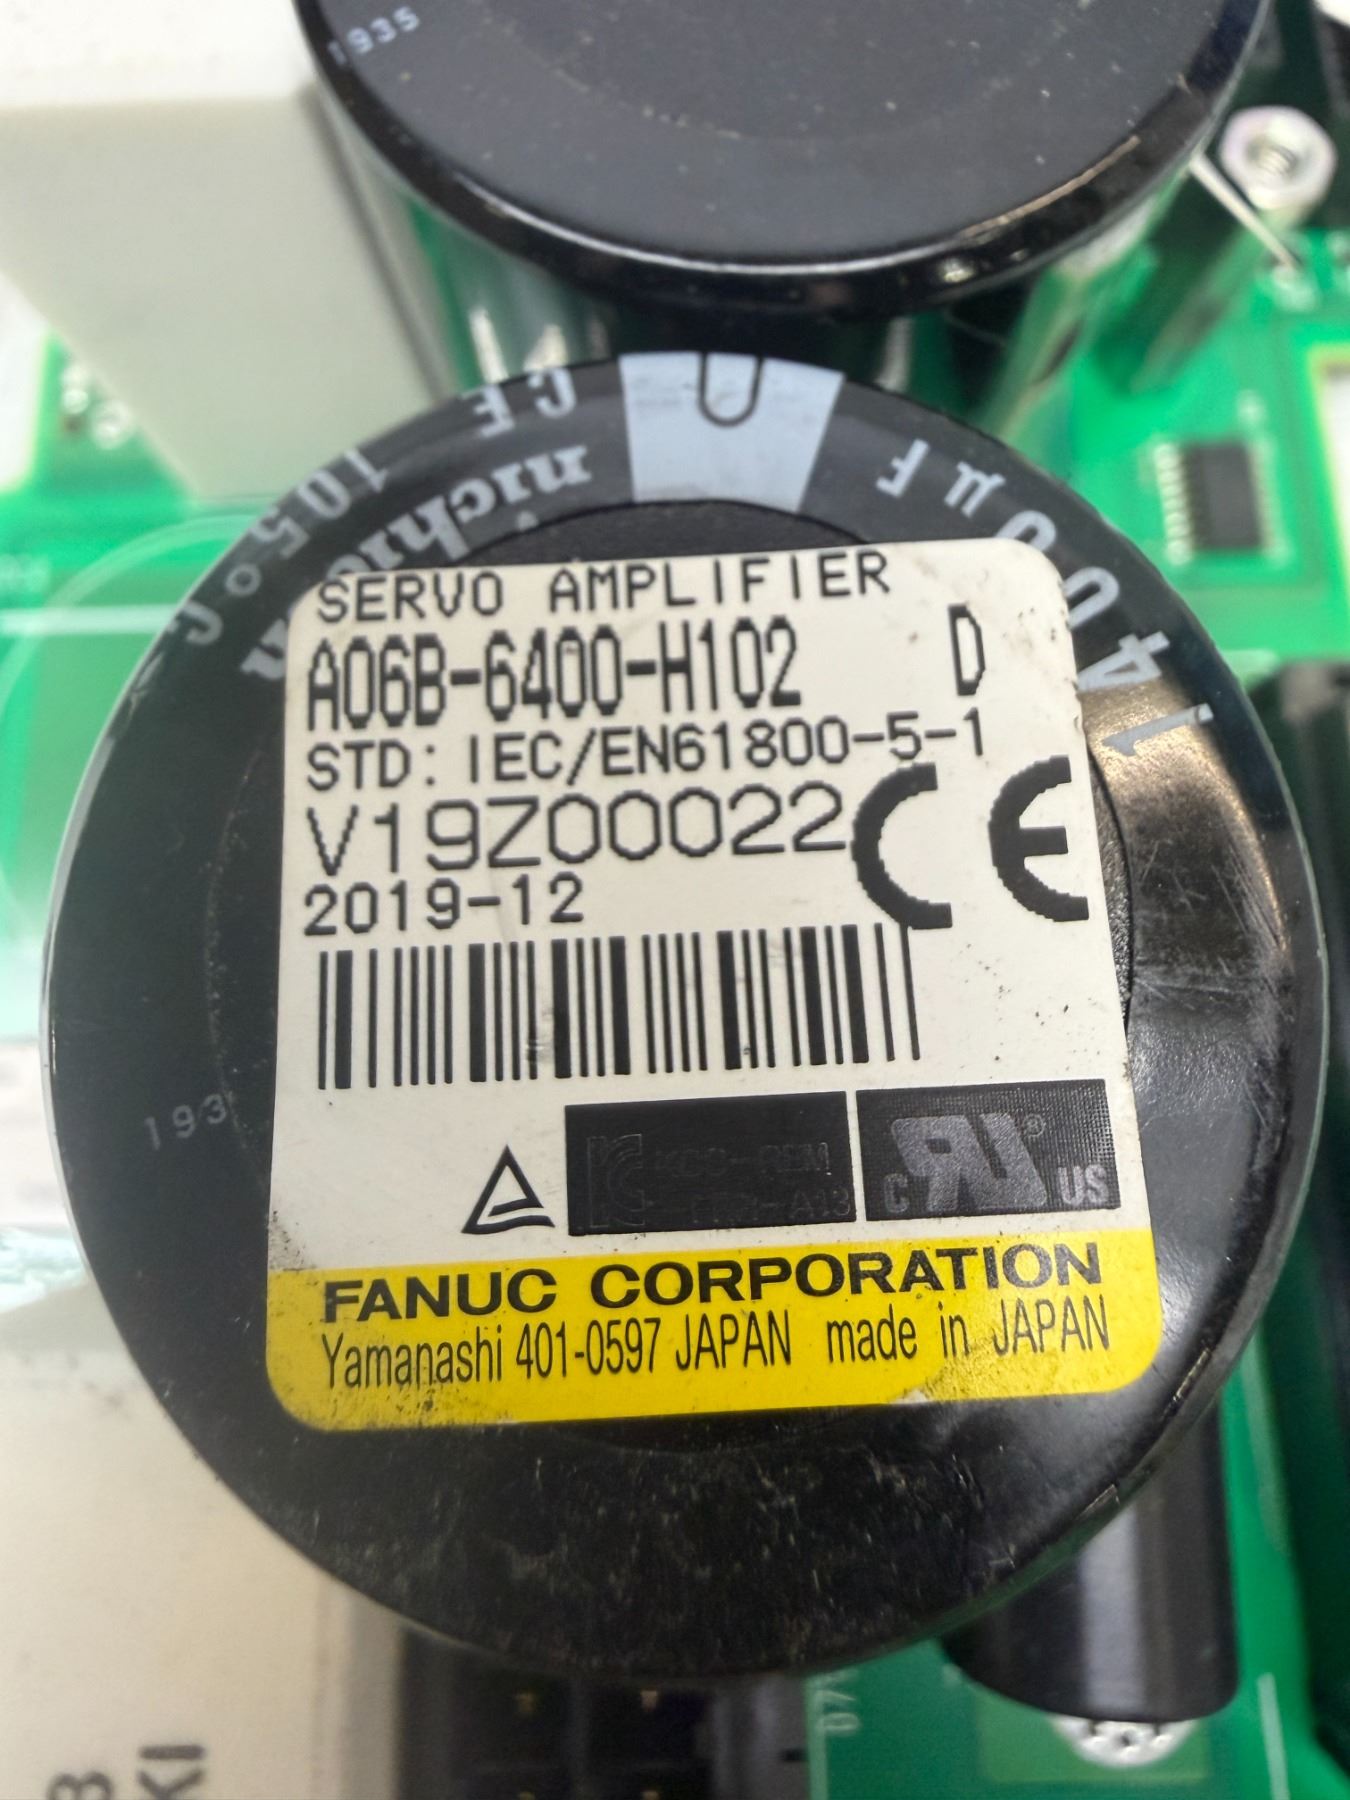 1935
CE
105°C
1400µF
SERVO AMPLIFIER
A06B-6400-H102 D
STD: IEC/EN61800-5-1
V19Z00022
2019-12
CE
193
C US
FANUC CORPORATION
Yamanashi 401-0597 JAPAN made in JAPAN